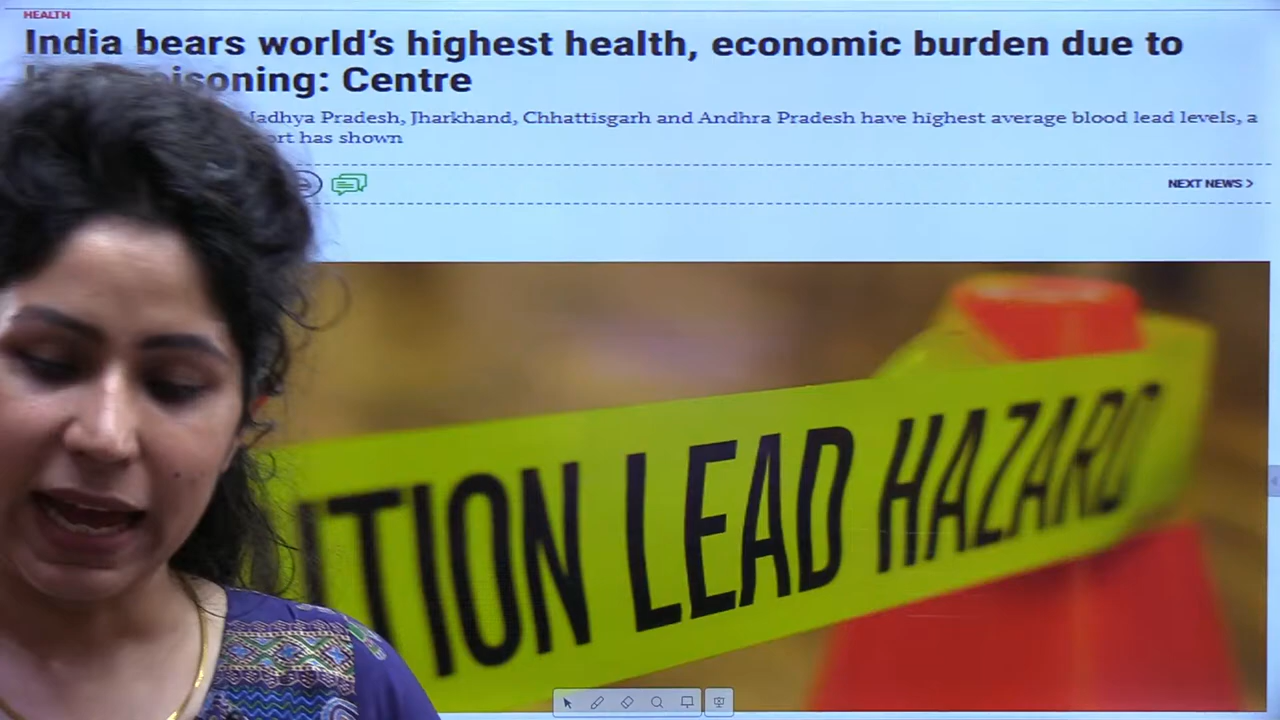 HEALTH
India bears world's highest health, economic burden due to
isoning: Centre
Madhya Pradesh, Jharkhand, Chhattisgarh and Andhra Pradesh have highest average blood lead levels, a
ort has shown
NEXT NEWS >
TION LEAD HAZARD